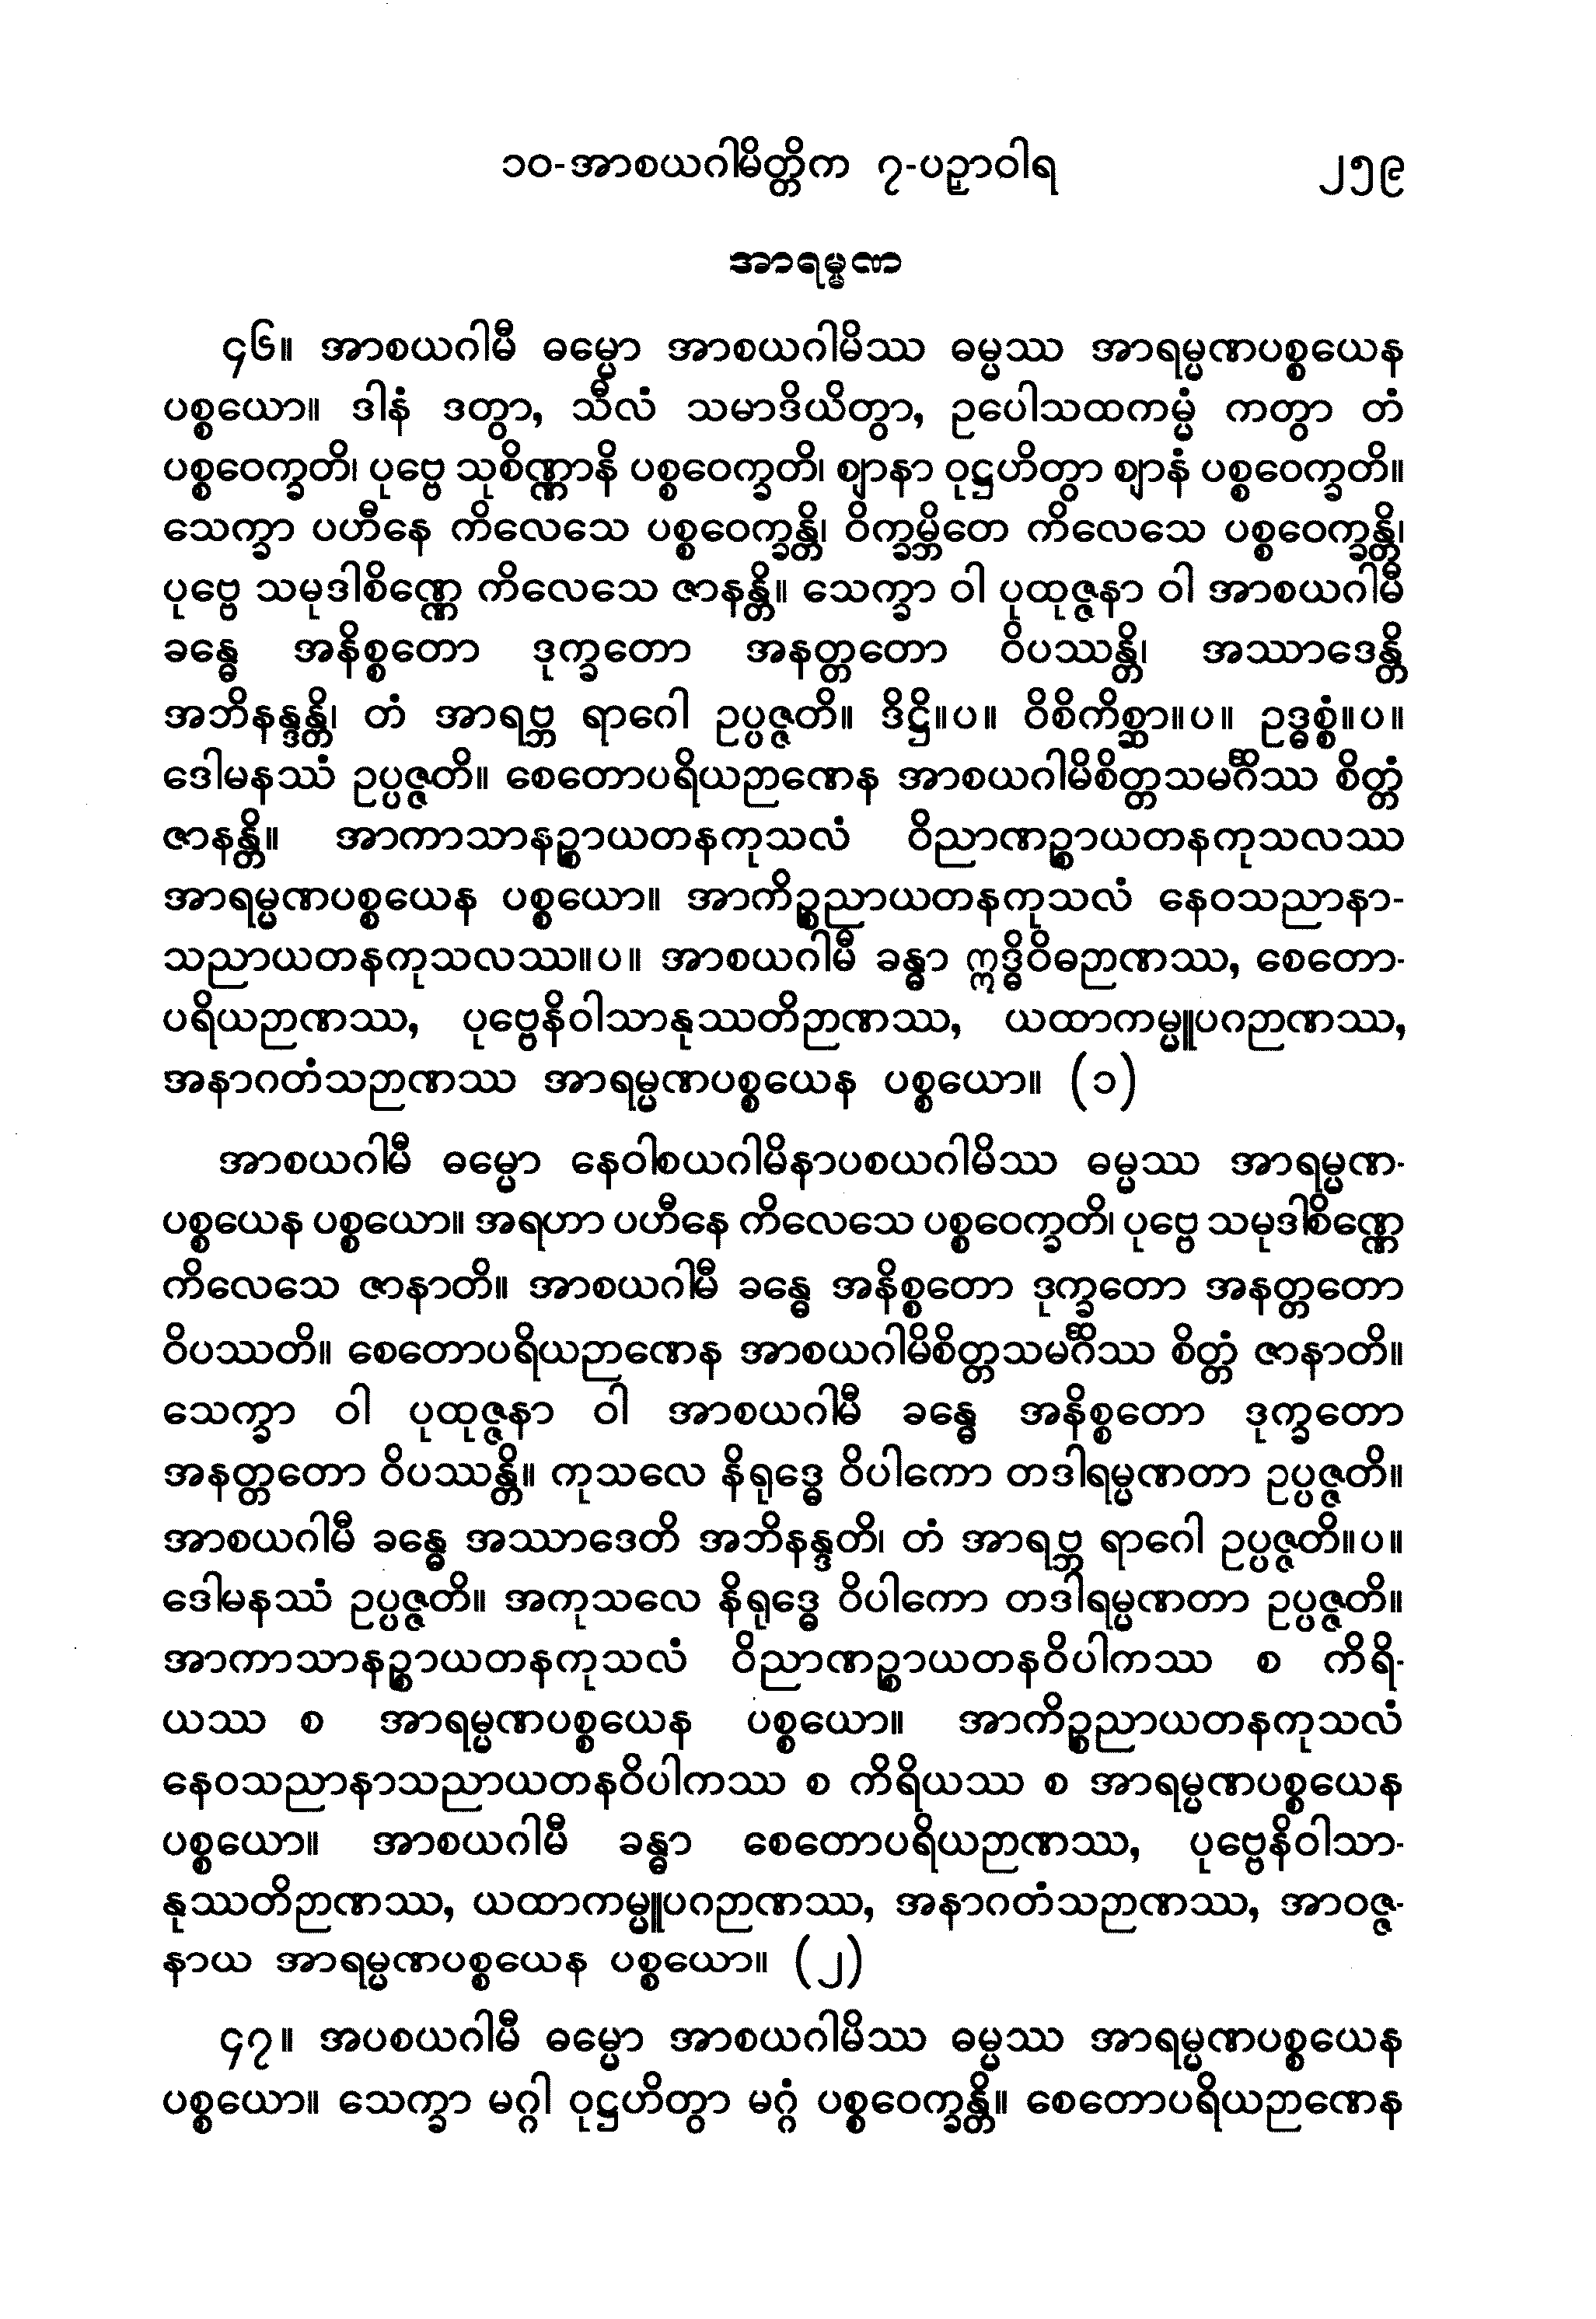 ၁၀-အာစယဂါမိတ္တိက ၇-ပဉှာဝါရ ၂၅၉
အာရမ္မဏ
၄၆။ အာစယဂါမီ ဓမ္မော အာစယဂါမိဿ ဓမ္မဿ အာရမ္မဏပစ္စယေန
ပစ္စယော။ ဒါနံ ဒတွာ, သီလံ သမာဒိယိတွာ, ဥပေါသထကမ္မံ ကတွာ တံ
ပစ္စဝေက္ခတိ၊ ပုဗ္ဗေ သုစိဏ္ဏာနိ ပစ္စဝေက္ခတိ၊ ဈာနာ ဝုဋ္ဌဟိတွာ ဈာနံ ပစ္စဝေက္ခတိ။
သေက္ခာ ပဟီနေ ကိလေသေ ပစ္စဝေက္ခန္တိ၊ ဝိက္ခမ္ဘိတေ ကိလေသေ ပစ္စဝေက္ခန္တိ၊
ပုဗ္ဗေ သမုဒါစိဏ္ဏေ ကိလေသေ ဇာနန္တိ။ သေက္ခာ ဝါ ပုထုဇ္ဇနာ ဝါ အာစယဂါမီ
ခန္ဓေ အနိစ္စတော ဒုက္ခတော အနတ္တတော ဝိပဿန္တိ၊ အဿာဒေန္တိ
အဘိနန္ဒန္တိ၊ တံ အာရဗ္ဘ ရာဂေါ ဥပ္ပဇ္ဇတိ။ ဒိဋ္ဌိ။ပ။ ဝိစိကိစ္ဆာ။ပ။ ဥဒ္ဓစ္စံ။ပ။
ဒေါမနဿံ ဥပ္ပဇ္ဇတိ။ စေတောပရိယဉာဏေန အာစယဂါမိစိတ္တသမင်္ဂိဿ စိတ္တံ
ဇာနန္တိ။ အာကာသာနဉ္စာယတနကုသလံ ဝိညာဏဉ္စာယတနကုသလဿ
အာရမ္မဏပစ္စယေန ပစ္စယော။ အာကိဉ္စညာယတနကုသလံ နေဝသညာနာ-
သညာယတနကုသလဿ။ပ။ အာစယဂါမီ ခန္ဓာ ဣဒ္ဓိဝိဓဉာဏဿ, စေတော-
ပရိယဉာဏဿ, ပုဗ္ဗေနိဝါသာနုဿတိဉာဏဿ, ယထာကမ္မူပဂဉာဏဿ,
အနာဂတံသဉာဏဿ အာရမ္မဏပစ္စယေန ပစ္စယော။ (၁)
အာစယဂါမီ ဓမ္မော နေဝါစယဂါမိနာပစယဂါမိဿ ဓမ္မဿ အာရမ္မဏ-
ပစ္စယေန ပစ္စယော။ အရဟာ ပဟီနေ ကိလေသေ ပစ္စဝေက္ခတိ၊ ပုဗ္ဗေ သမုဒါစိဏ္ဏေ
ကိလေသေ ဇာနာတိ။ အာစယဂါမီ ခန္ဓေ အနိစ္စတော ဒုက္ခတော အနတ္တတော
ဝိပဿတိ။ စေတောပရိယဉာဏေန အာစယဂါမိစိတ္တသမင်္ဂိဿ စိတ္တံ ဇာနာတိ။
သေက္ခာ ဝါ ပုထုဇ္ဇနာ ဝါ အာစယဂါမီ ခန္ဓေ အနိစ္စတော ဒုက္ခတော
အနတ္တတော ဝိပဿန္တိ။ ကုသလေ နိရုဒ္ဓေ ဝိပါကော တဒါရမ္မဏတာ ဥပ္ပဇ္ဇတိ။
အာစယဂါမီ ခန္ဓေ အဿာဒေတိ အဘိနန္ဒတိ၊ တံ အာရဗ္ဘ ရာဂေါ ဥပ္ပဇ္ဇတိ။ပ။
ဒေါမနဿံ ဥပ္ပဇ္ဇတိ။ အကုသလေ နိရုဒ္ဓေ ဝိပါကော တဒါရမ္မဏတာ ဥပ္ပဇ္ဇတိ။
အာကာသာနဉ္စာယတနကုသလံ ဝိညာဏဉ္စာယတနဝိပါကဿ စ ကိရိ-
ယဿ စ အာရမ္မဏပစ္စယေန ပစ္စယော။ အာကိဉ္စညာယတနကုသလံ
နေဝသညာနာသညာယတနဝိပါကဿ စ ကိရိယဿ စ အာရမ္မဏပစ္စယေန
ပစ္စယော။ အာစယဂါမီ ခန္ဓာ စေတောပရိယဉာဏဿ, ပုဗ္ဗေနိဝါသာ-
နုဿတိဉာဏဿ, ယထာကမ္မူပဂဉာဏဿ, အနာဂတံသဉာဏဿ, အာဝဇ္ဇ-
နာယ အာရမ္မဏပစ္စယေန ပစ္စယော။ (၂)
၄၇။ အပစယဂါမီ ဓမ္မော အာစယဂါမိဿ ဓမ္မဿ အာရမ္မဏပစ္စယေန
ပစ္စယော။ သေက္ခာ မဂ္ဂါ ဝုဋ္ဌဟိတွာ မဂ္ဂံ ပစ္စဝေက္ခန္တိ။ စေတောပရိယဉာဏေန